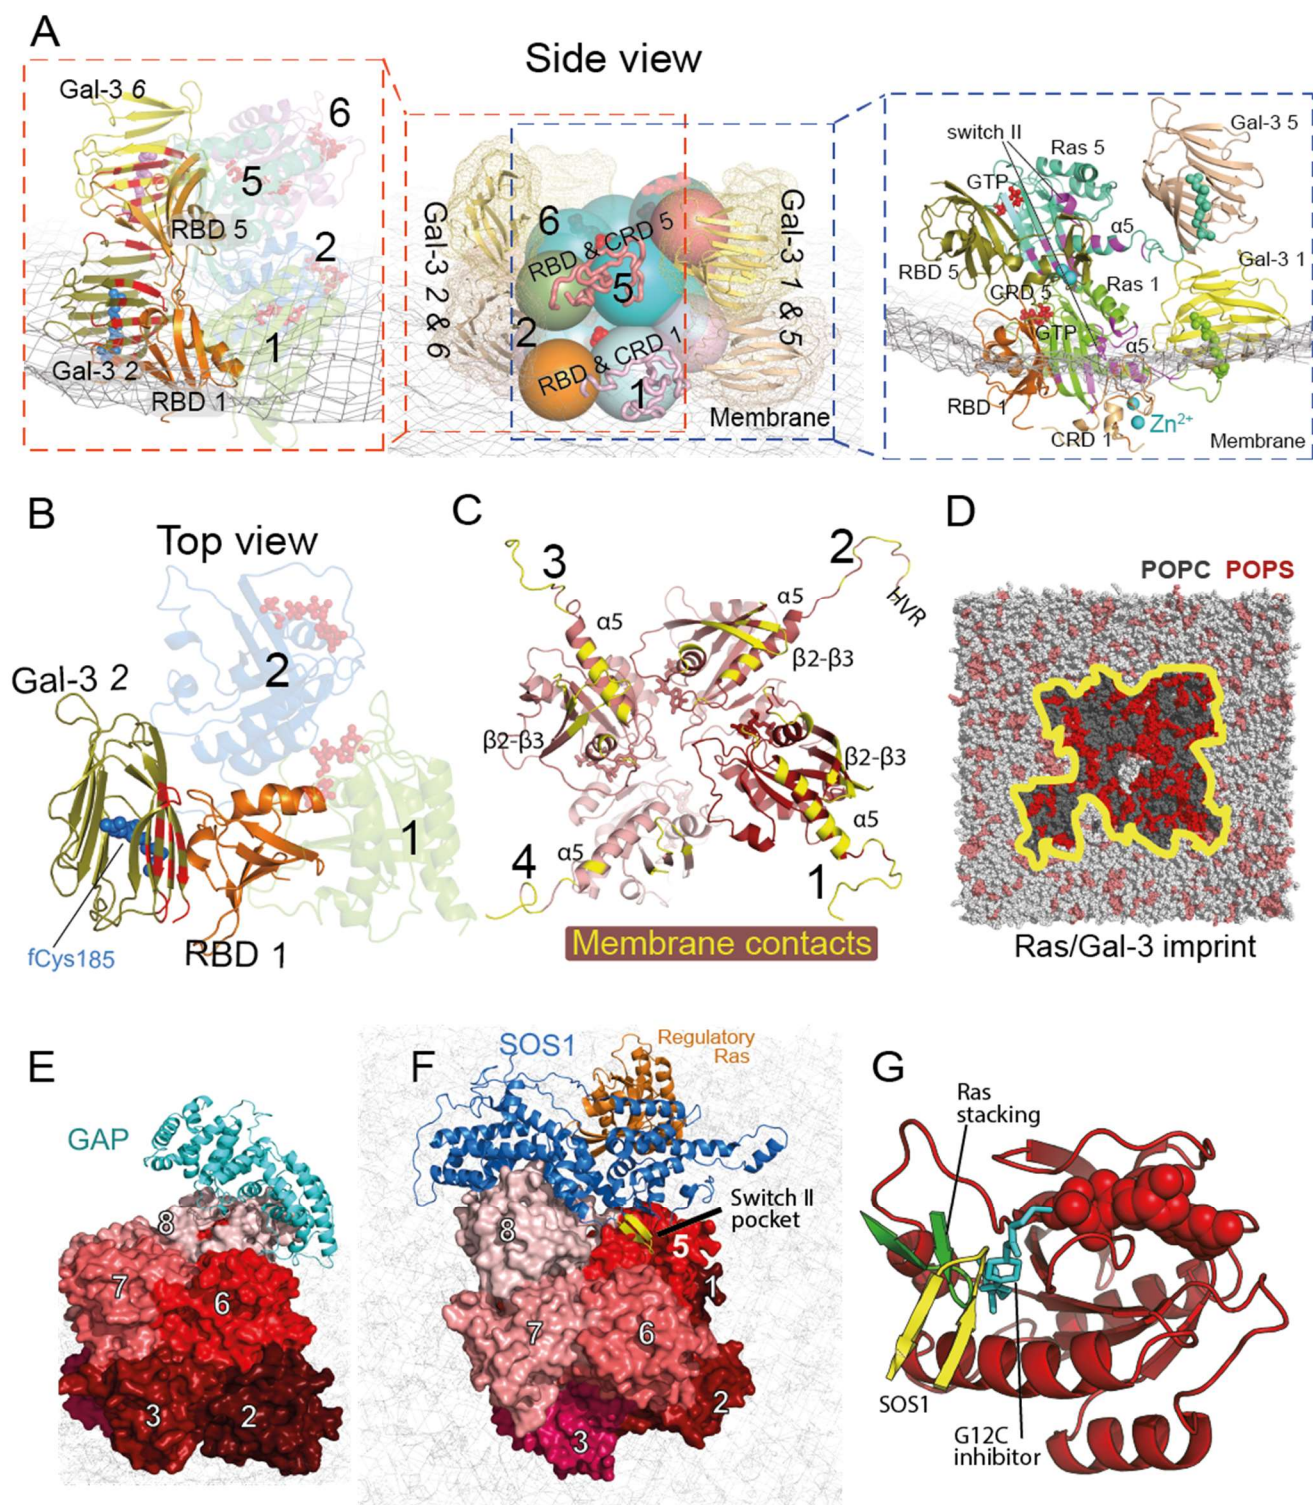 A
Side view
Gal-3 6
6
5
RBD 5
2
Gal-3 2
1
RBD 1
Gal-3 2 & 6
6
RBD & CRD 5
5
2
RBD & CRD 1
1
Gal-3 1 & 5
Membrane
switch II
Ras 5
Gal-3 5
GTP
α5
RBD 5
Ras 1
Gal-3 1
CRD 5
GTP
α5
RBD 1
CRD 1
Zn2+
Membrane
B
Top view
Gal-3 2
2
1
fCys185
RBD 1
C
3
2
HVR
α5
α5
β2-β3
β2-β3
β2-β3
α5
α5
4
1
Membrane contacts
D
POPC POPS
Ras/Gal-3 imprint
E
GAP
8
7
6
3
2
F
SOS1
Regulatory
Ras
Switch II
pocket
8
5
1
7
6
2
3
G
Ras
stacking
SOS1
G12C
inhibitor